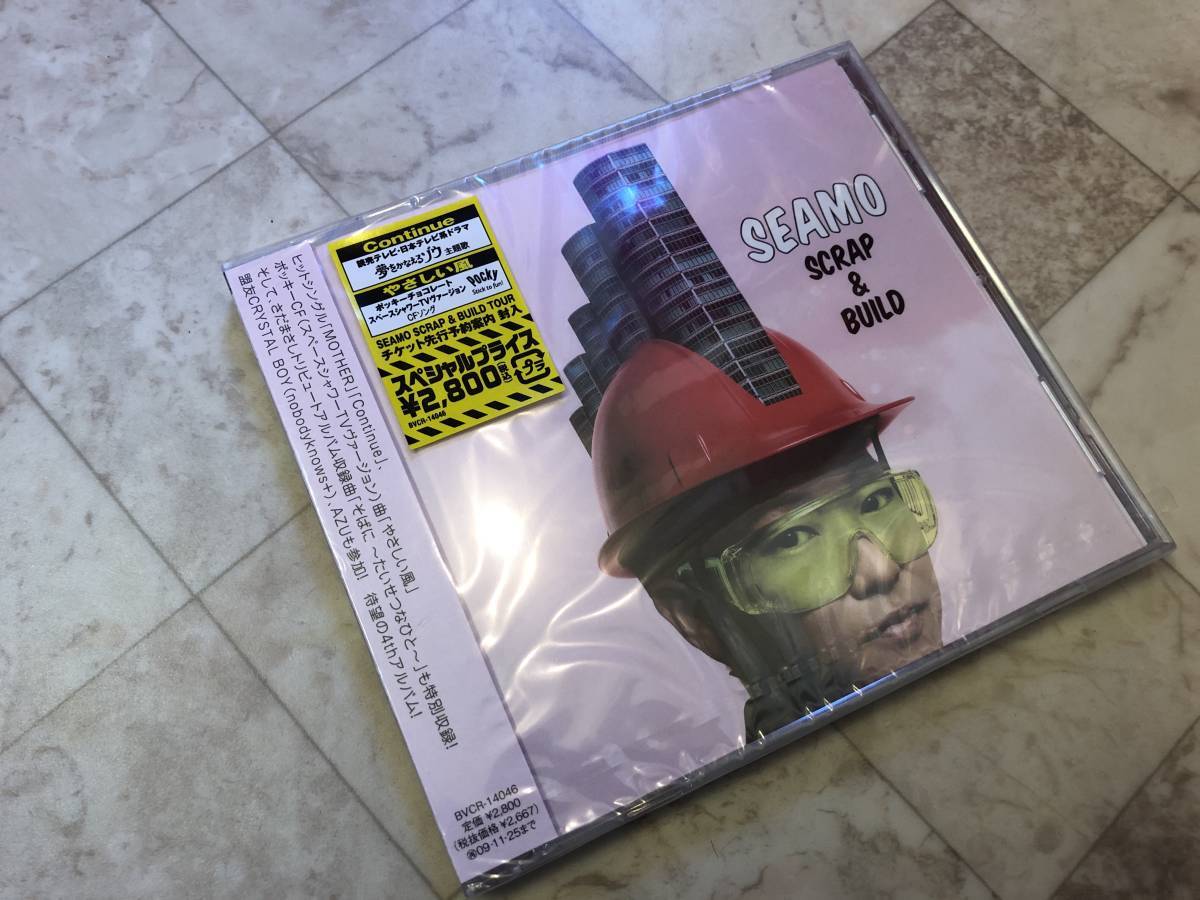 SEAMO
SCRAP
&
BUILD
Continue
読売テレビ・日本テレビ系ドラマ
夢をかなえるゾウ 主題歌
やさしい風
ポッキーチョコレート
スペースシャワーTVヴァージョン
CFソング
Pocky
Stick to fun!
SEAMO SCRAP & BUILD TOUR
チケット先行予約案内 封入
スペシャルプライス
¥2,800(税込)
プラ
BVCR-14046
ヒットシングル「MOTHER」「Continue」、
ポッキーCF(スペースシャワーTVヴァージョン)曲「やさしい風」
そして、さだまさしトリビュートアルバム収録曲「そばに ～たいせつなひと～」も特別収録!
盟友CRYSTAL BOY(nobodyknows+)、AZUも参加! 待望の4thアルバム!
BVCR-14046
定価 ¥2,800
(税抜価格 ¥2,667)
09・11・25まで